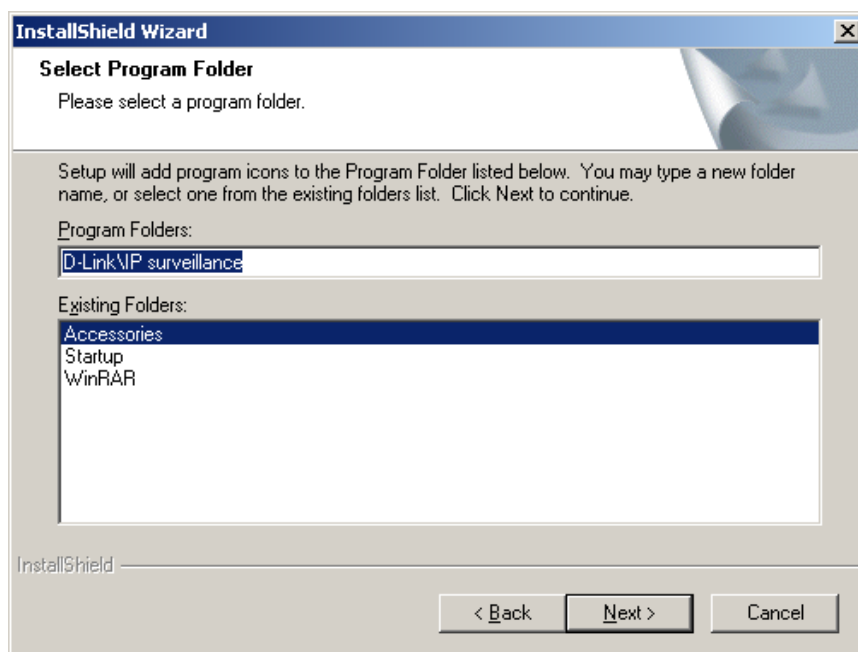 InstallShield Wizard
Select Program Folder
Please select a program folder.
Setup will add program icons to the Program Folder listed below. You may type a new folder
name, or select one from the existing folders list. Click Next to continue.
Program Folders:
D-Link\IP surveillance
Existing Folders:
Accessories
Startup
WinRAR
InstallShield
< Back Next > Cancel